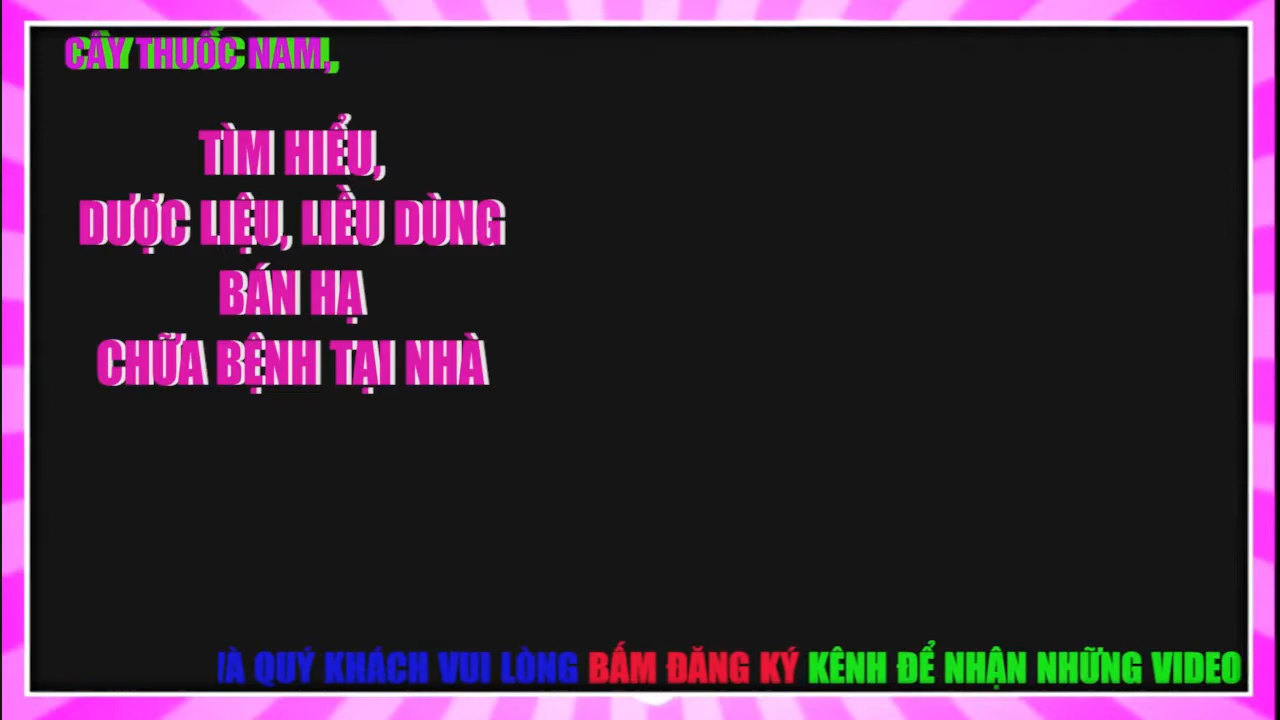 CÂY THUỐC NAM,
TÌM HIỂU,
DƯỢC LIỆU, LIỀU DÙNG
BÁN HẠ
CHỮA BỆNH TẠI NHÀ
QUÝ KHÁCH VUI LÒNG BẤM ĐĂNG KÝ KÊNH ĐỂ NHẬN NHỮNG VIDEO